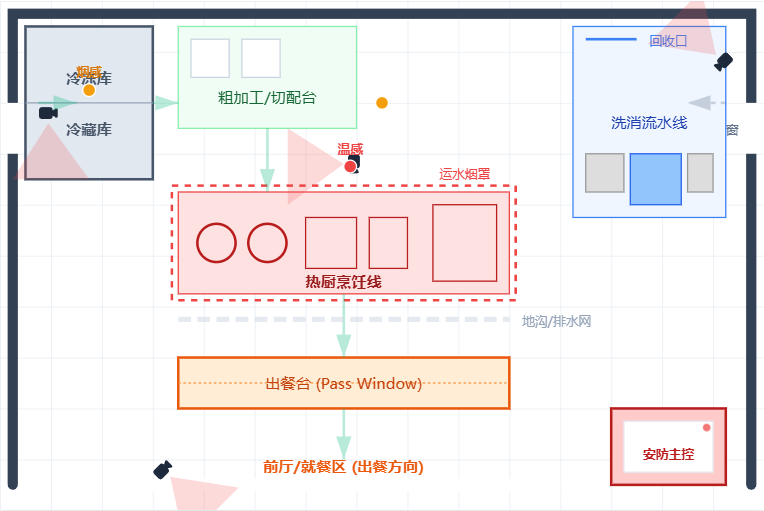 烟感
冷冻库
冷藏库
粗加工/切配台
回收口
洗消流水线
窗
温感
运水烟罩
热厨烹饪线
地沟/排水网
出餐台 (Pass Window)
前厅/就餐区 (出餐方向)
安防主控